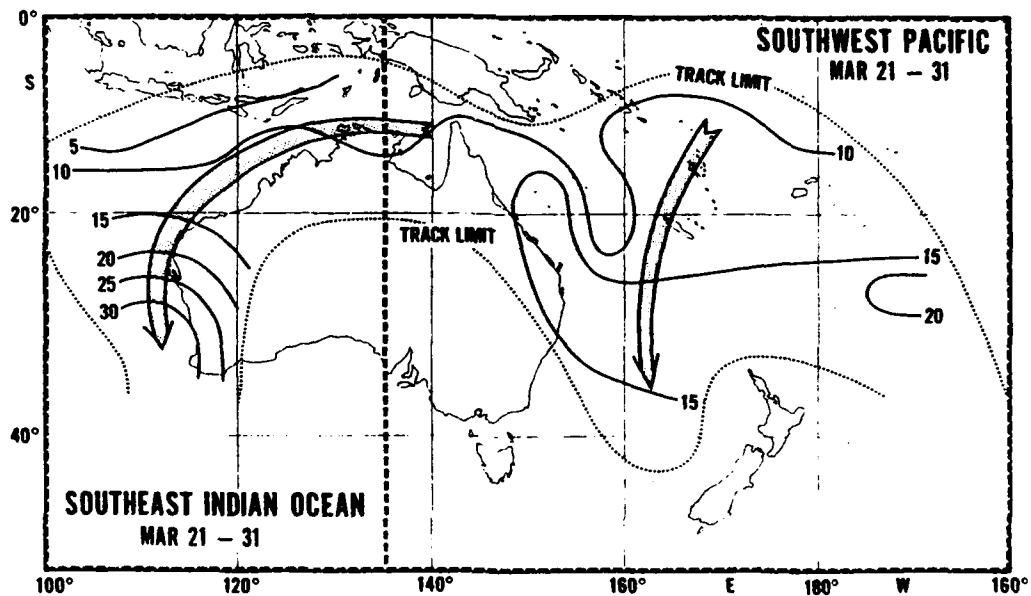 0°
SOUTHWEST PACIFIC
MAR 21 – 31
S
TRACK LIMIT
5
10
10
15
20°
TRACK LIMIT
20
15
25
30
20
15
40°
SOUTHEAST INDIAN OCEAN
MAR 21 – 31
100°
120°
140°
160°
E
180°
W
160°